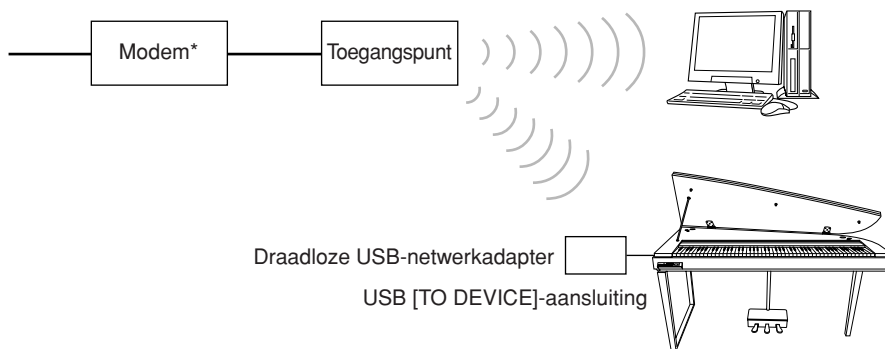 Modem*
Toegangspunt
Draadloze USB-netwerkadapter
USB [TO DEVICE]-aansluiting